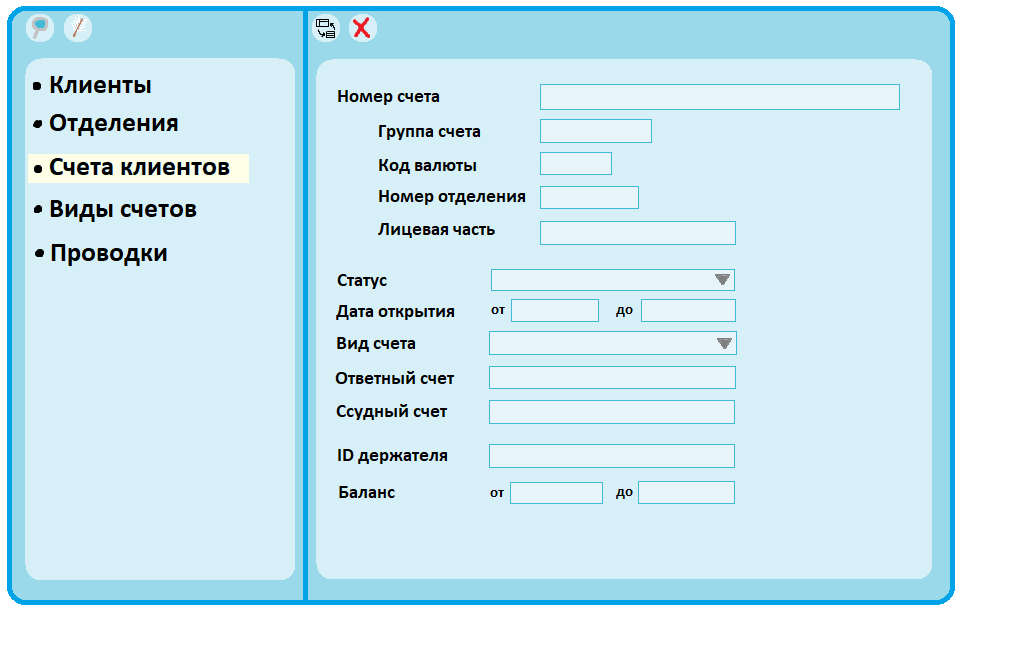 • Клиенты
• Отделения
• Счета клиентов
• Виды счетов
• Проводки
Номер счета
Группа счета
Код валюты
Номер отделения
Лицевая часть
Статус
Дата открытия от до
Вид счета
Ответный счет
Ссудный счет
ID держателя
Баланс от до